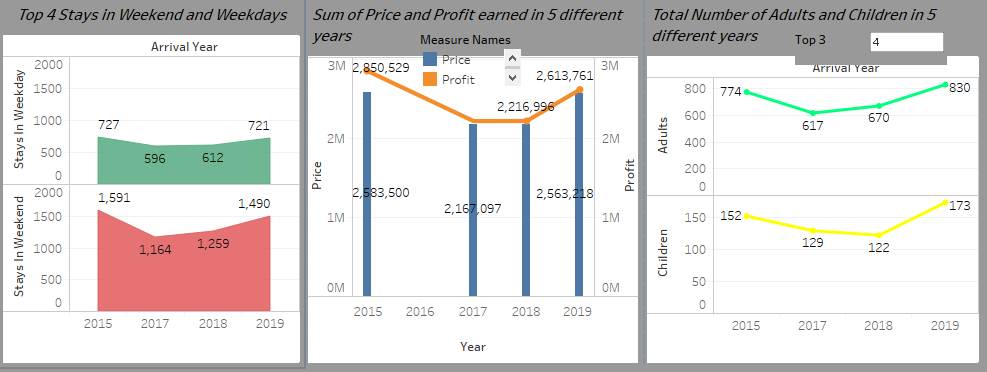 Top 4 Stays in Weekend and Weekdays
Arrival Year
Stays In Weekday
2000
1500
1000
500
0
727
596
612
721
Stays In Weekend
2000
1500
1000
500
0
1,591
1,164
1,259
1,490
2015 2017 2018 2019
Sum of Price and Profit earned in 5 different
years
Measure Names
Price
Profit
Price
3M
2M
1M
0M
2,850,529
2,216,996
2,613,761
2,583,500
2,167,097
2,563,218
Profit
3M
2M
1M
0M
2015 2016 2017 2018 2019
Year
Total Number of Adults and Children in 5
different years
Top 3
4
Arrival Year
Adults
800
600
400
200
0
774
617
670
830
Children
150
100
50
0
152
129
122
173
2015 2017 2018 2019